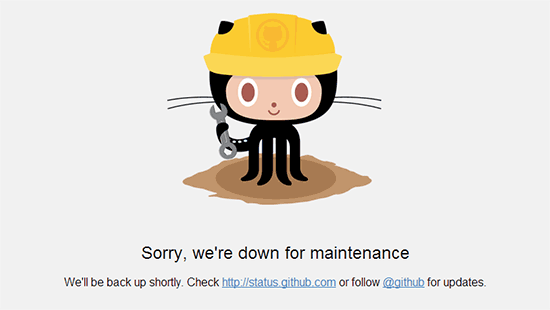 Sorry, we're down for maintenance
We'll be back up shortly. Check http://status.github.com or follow @github for updates.